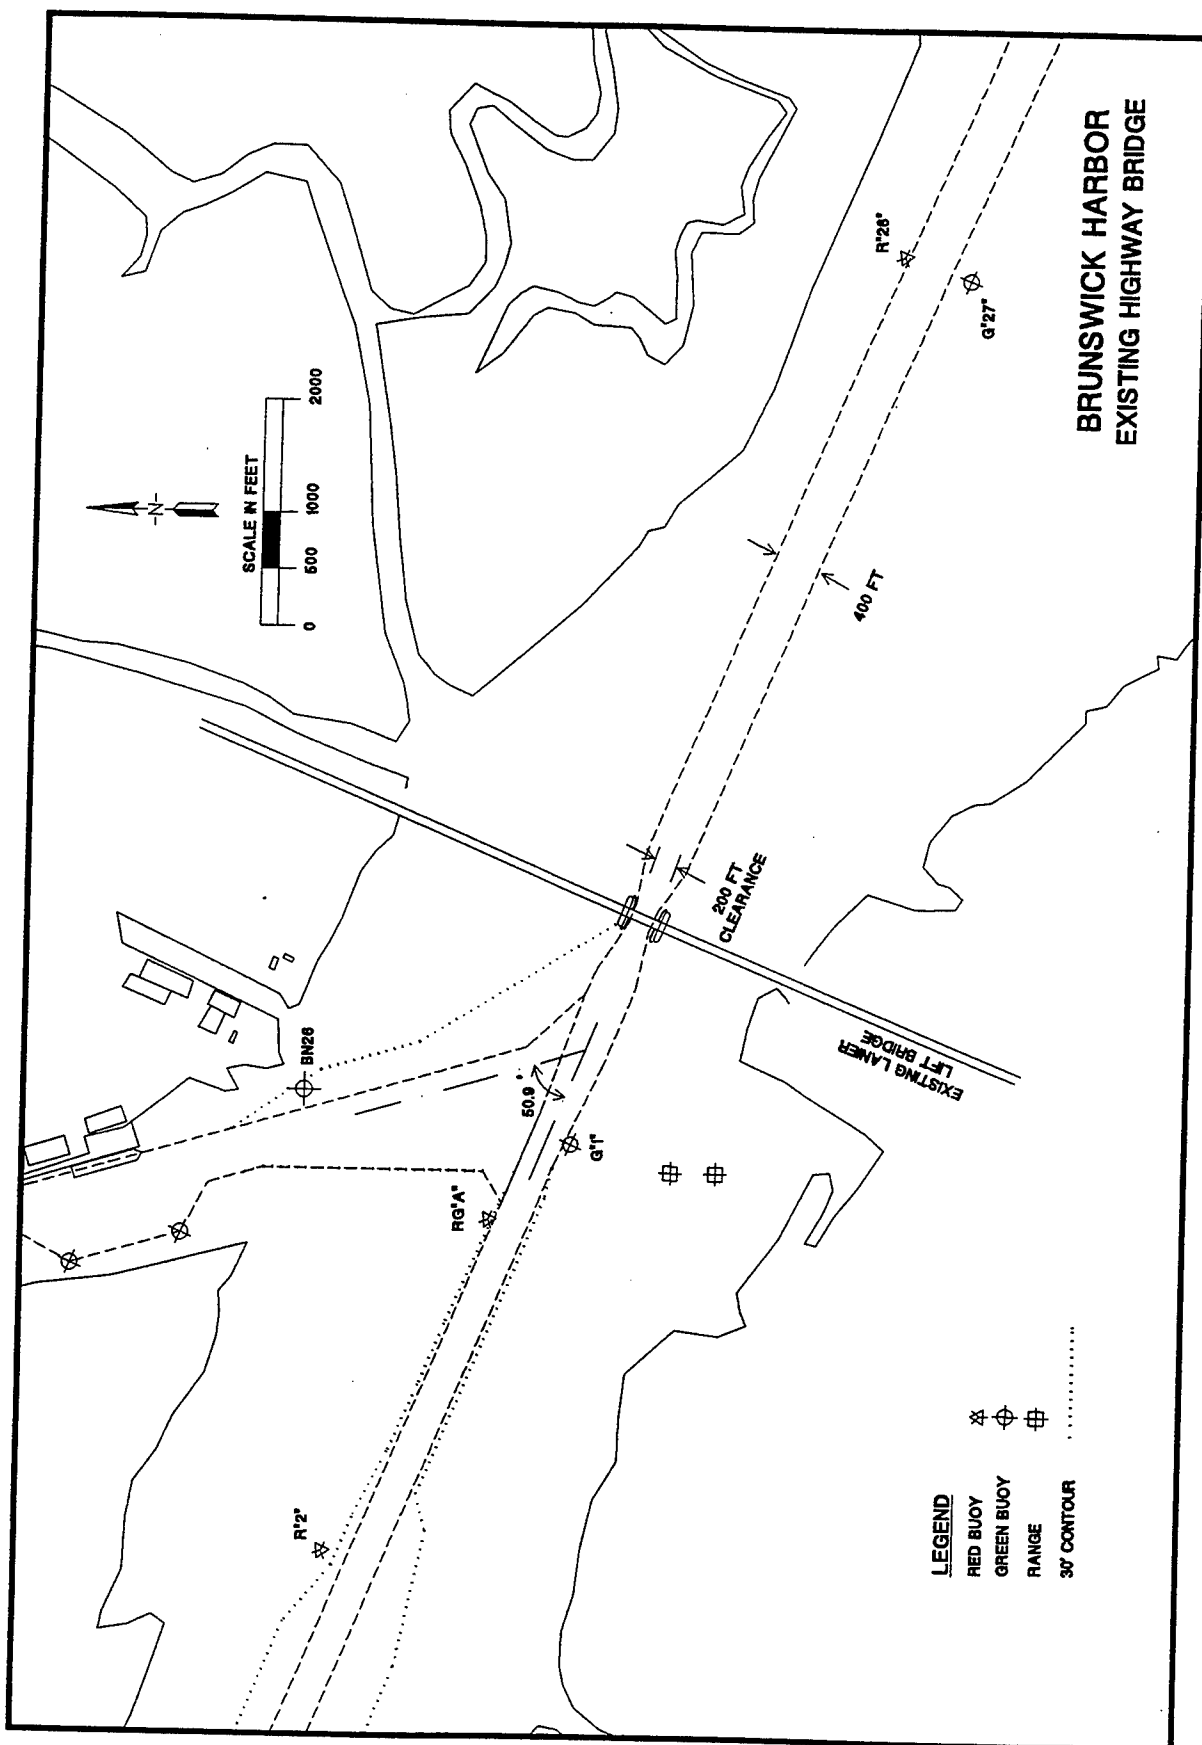 BRUNSWICK HARBOR
EXISTING HIGHWAY BRIDGE
-N-
SCALE IN FEET
0 500 1000 2000
R"2"
RG"A"
BN26
50.9°
G"1"
200 FT
CLEARANCE
EXISTING LANIER
LIFT BRIDGE
400 FT
R"26"
G"27"
LEGEND
RED BUOY
GREEN BUOY
RANGE
30' CONTOUR